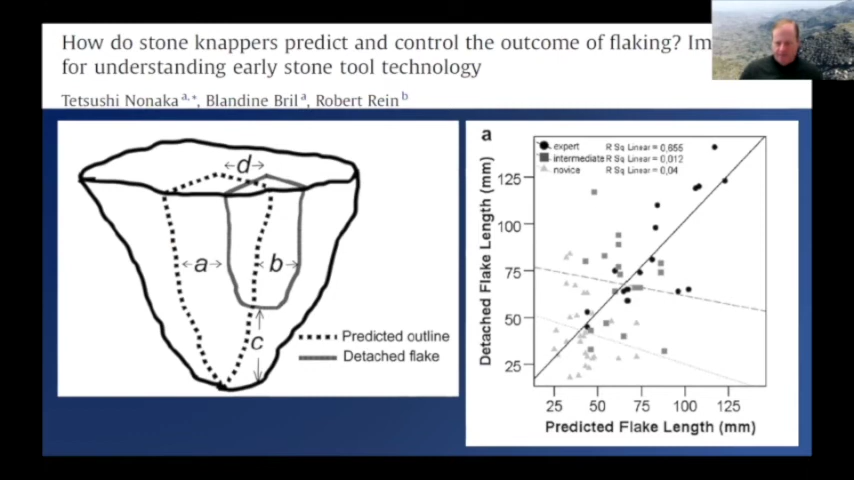 How do stone knappers predict and control the outcome of flaking? Im
for understanding early stone tool technology
Tetsushi Nonaka a,*, Blandine Bril a, Robert Rein b
d
a
b
c
Predicted outline
Detached flake
a
expert R Sq Linear = 0,655
intermediate R Sq Linear = 0,012
novice R Sq Linear = 0,04
Detached Flake Length (mm)
125
100
75
50
25
25 50 75 100 125
Predicted Flake Length (mm)